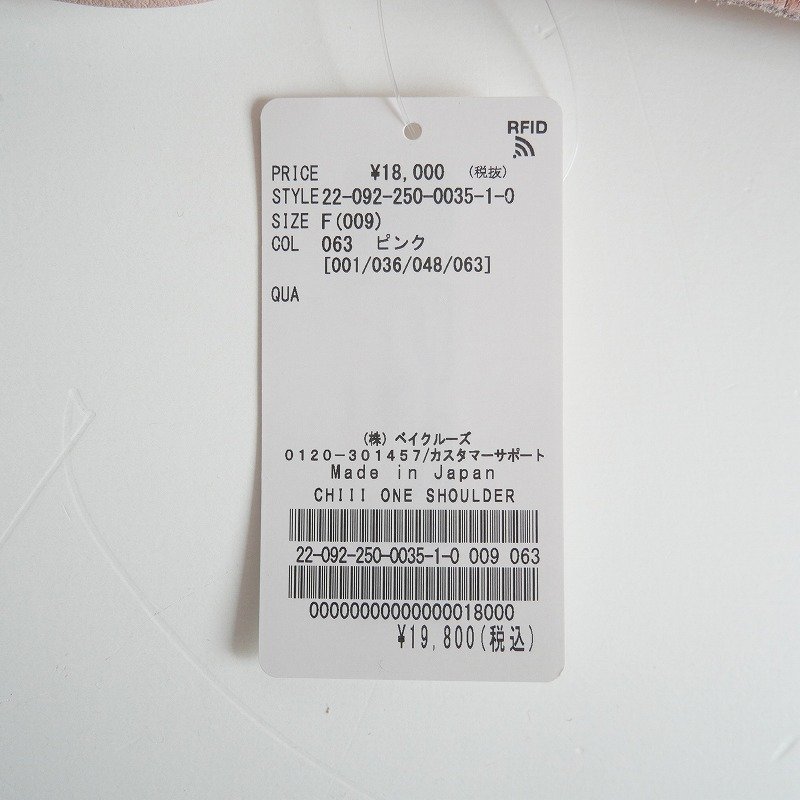 RFID
PRICE ¥18,000 (税抜)
STYLE 22-092-250-0035-1-0
SIZE F(009)
COL 063 ピンク
[001/036/048/063]
QUA
(株) ベイクルーズ
0120-301457/カスタマーサポート
Made in Japan
CHIII ONE SHOULDER
22-092-250-0035-1-0 009 063
00000000000000018000
¥19,800(税込)